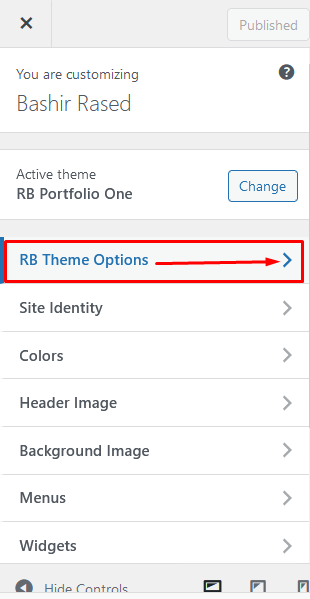 Published
You are customizing
Bashir Rased
Active theme
RB Portfolio One
Change
RB Theme Options
Site Identity
Colors
Header Image
Background Image
Menus
Widgets
Hide Controls